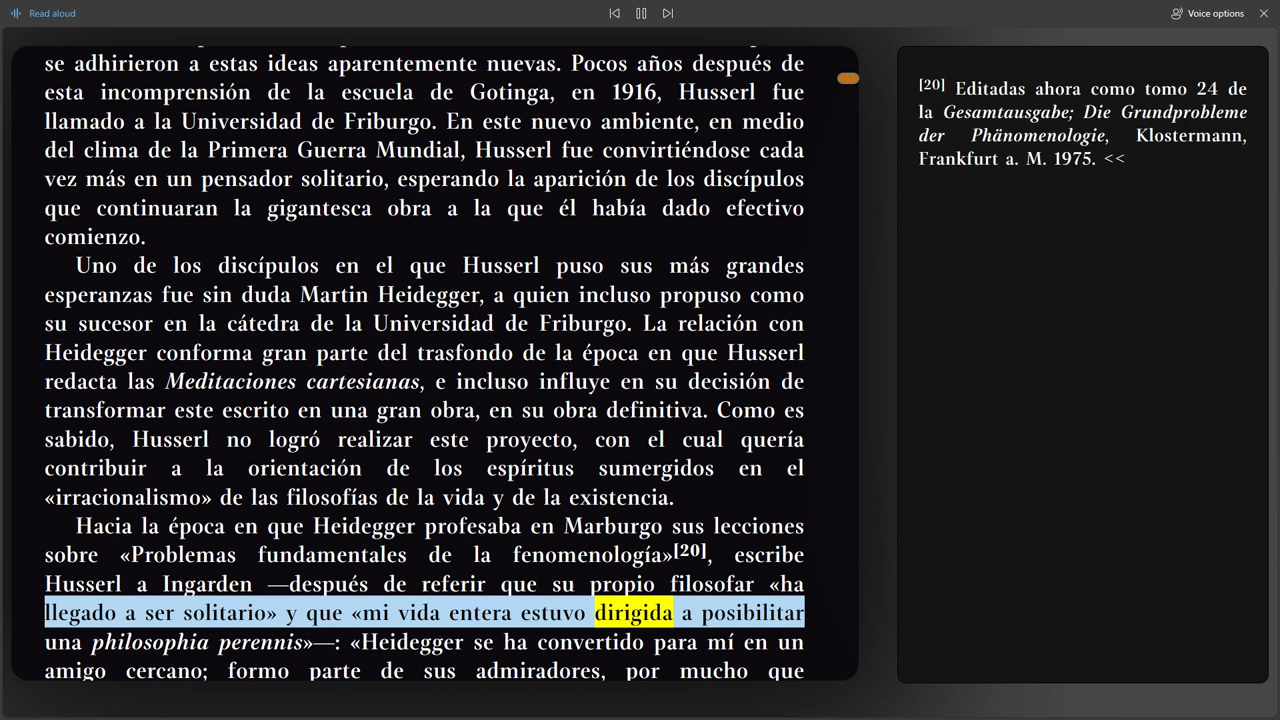 Read aloud
Voice options
se adhirieron a estas ideas aparentemente nuevas. Pocos años después de
esta incomprensión de la escuela de Gotinga, en 1916, Husserl fue
llamado a la Universidad de Friburgo. En este nuevo ambiente, en medio
del clima de la Primera Guerra Mundial, Husserl fue convirtiéndose cada
vez más en un pensador solitario, esperando la aparición de los discípulos
que continuaran la gigantesca obra a la que él había dado efectivo
comienzo.
Uno de los discípulos en el que Husserl puso sus más grandes
esperanzas fue sin duda Martin Heidegger, a quien incluso propuso como
su sucesor en la cátedra de la Universidad de Friburgo. La relación con
Heidegger conforma gran parte del trasfondo de la época en que Husserl
redacta las Meditaciones cartesianas, e incluso influye en su decisión de
transformar este escrito en una gran obra, en su obra definitiva. Como es
sabido, Husserl no logró realizar este proyecto, con el cual quería
contribuir a la orientación de los espíritus sumergidos en el
«irracionalismo» de las filosofías de la vida y de la existencia.
Hacia la época en que Heidegger profesaba en Marburgo sus lecciones
sobre «Problemas fundamentales de la fenomenología»[20], escribe
Husserl a Ingarden —después de referir que su propio filosofar «ha
llegado a ser solitario» y que «mi vida entera estuvo dirigida a posibilitar
una philosophia perennis»—: «Heidegger se ha convertido para mí en un
amigo cercano; formo parte de sus admiradores, por mucho que
[20] Editadas ahora como tomo 24 de
la Gesamtausgabe; Die Grundprobleme
der Phänomenologie, Klostermann,
Frankfurt a. M. 1975. <<